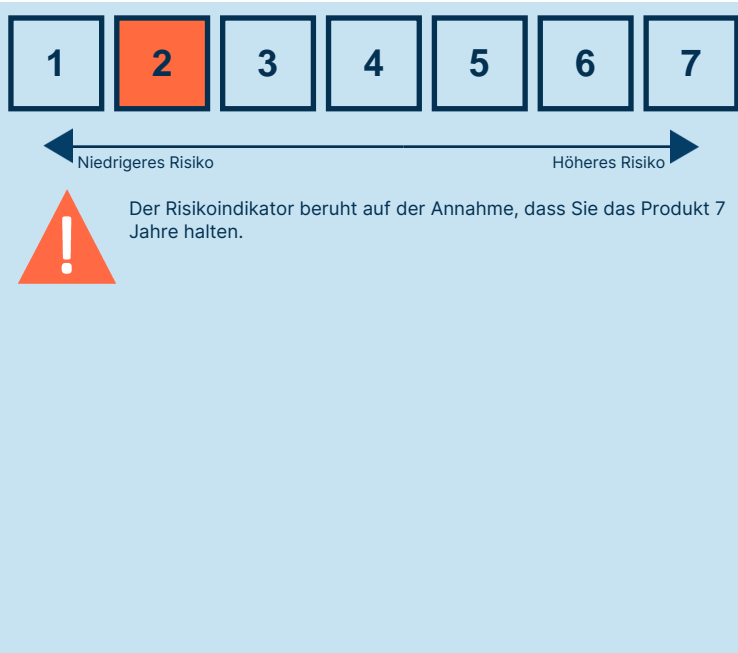 1 2 3 4 5 6 7
Niedrigeres Risiko Höheres Risiko
Der Risikoindikator beruht auf der Annahme, dass Sie das Produkt 7
Jahre halten.